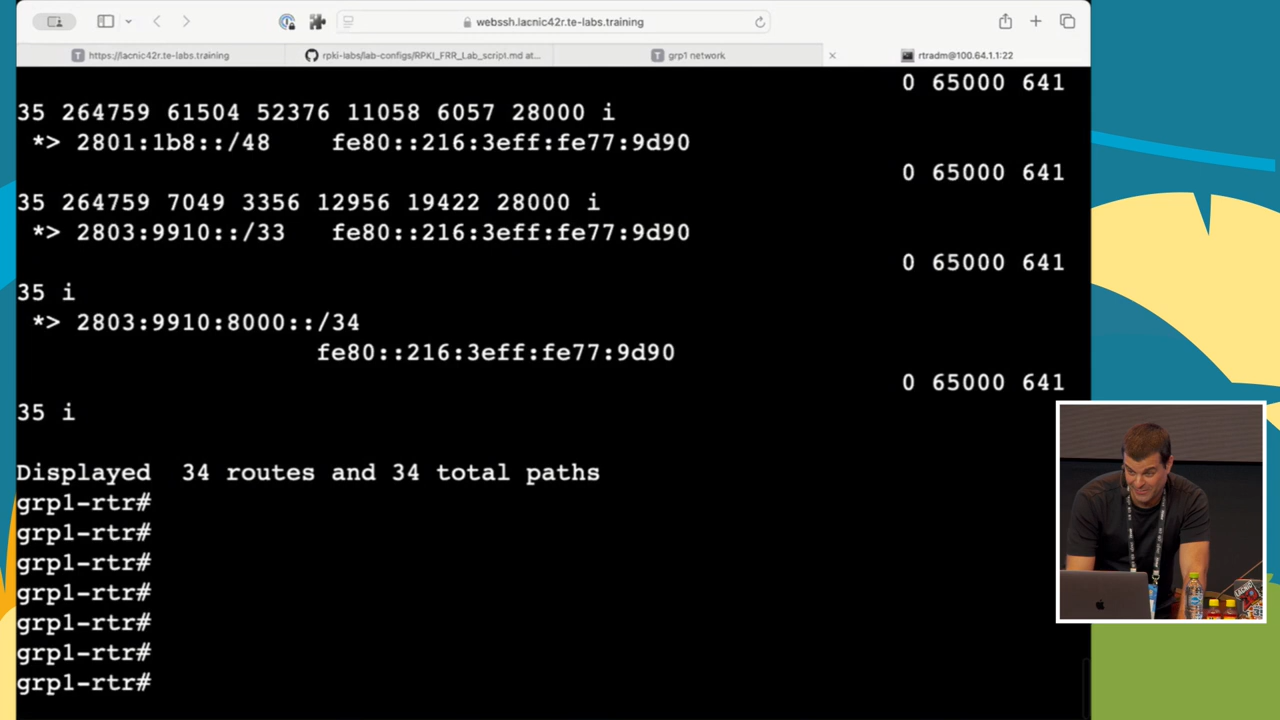 webssh.lacnic42r.te-labs.training
https://lacnic42r.te-labs.training
rpki-labs/lab-configs/RPKI_FRR_Lab_script.md at...
grp1 network
rtradm@100.64.1.1:22
0 65000 641
35 264759 61504 52376 11058 6057 28000 i
*> 2801:1b8::/48 fe80::216:3eff:fe77:9d90
0 65000 641
35 264759 7049 3356 12956 19422 28000 i
*> 2803:9910::/33 fe80::216:3eff:fe77:9d90
0 65000 641
35 i
*> 2803:9910:8000::/34
fe80::216:3eff:fe77:9d90
0 65000 641
35 i
Displayed 34 routes and 34 total paths
grp1-rtr#
grp1-rtr#
grp1-rtr#
grp1-rtr#
grp1-rtr#
grp1-rtr#
grp1-rtr#